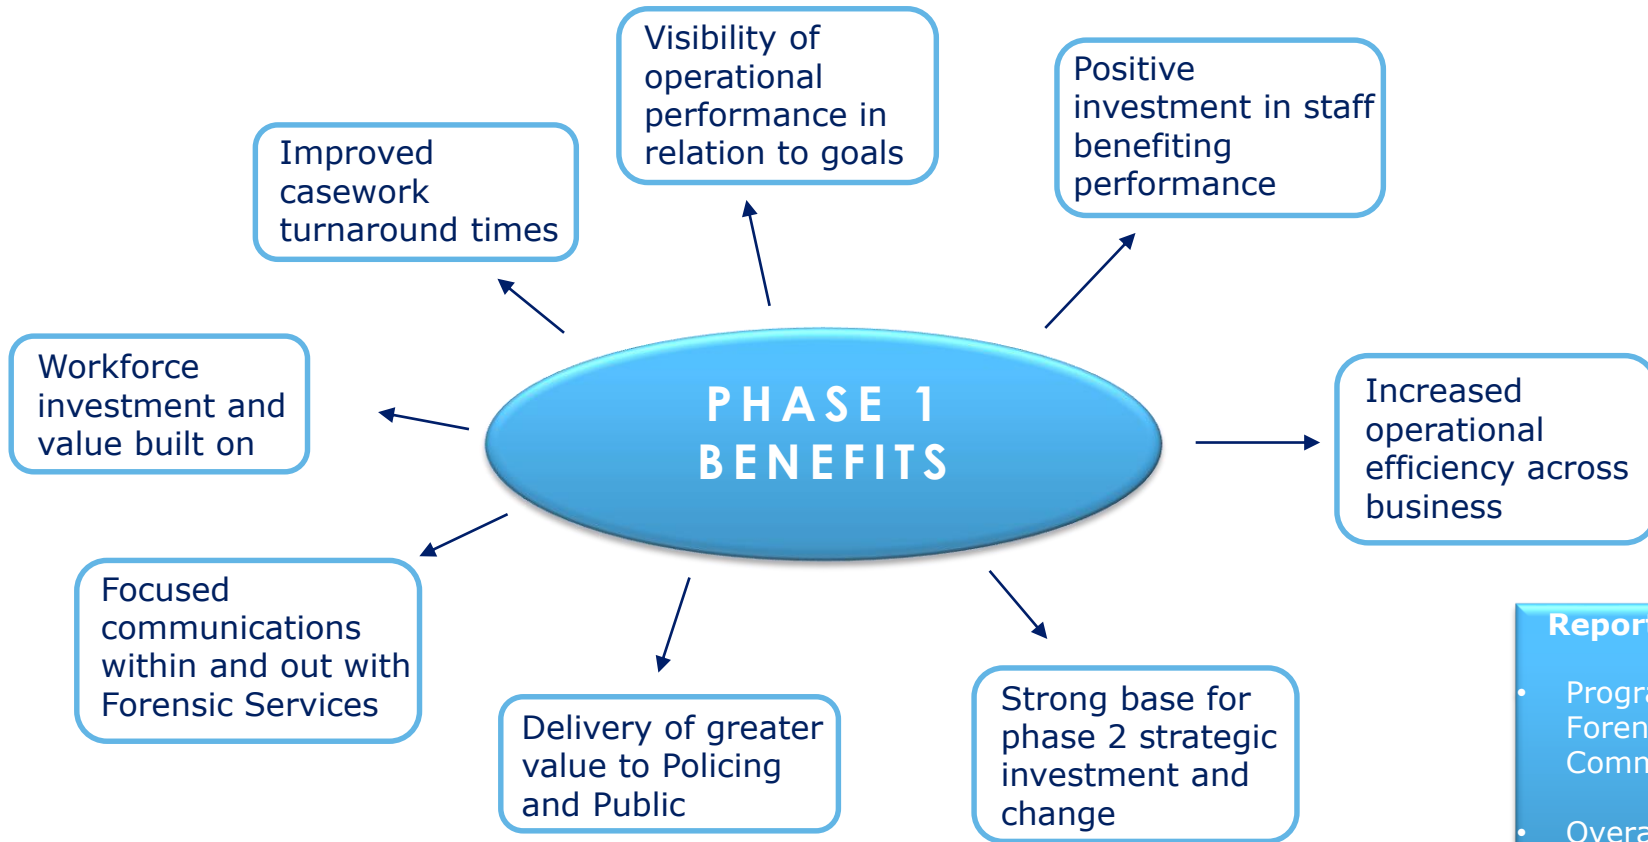 Visibility of
operational
performance in
relation to goals
Positive
investment in staff
benefiting
performance
Improved
casework
turnaround times
Workforce
investment and
value built on
PHASE 1
BENEFITS
Increased
operational
efficiency across
business
Focused
communications
within and out with
Forensic Services
Delivery of greater
value to Policing
and Public
Strong base for
phase 2 strategic
investment and
change